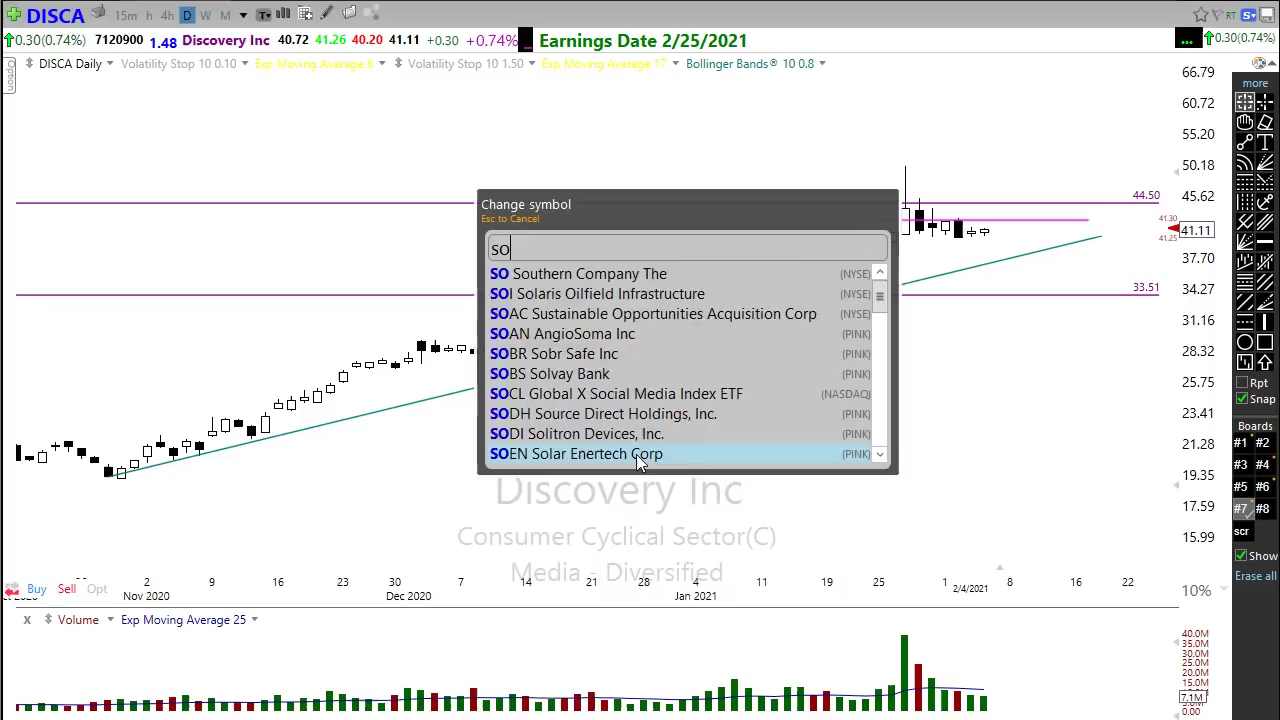 DISCA 15m h 4h D W M
RT
0.30(0.74%) 7120900 1.48 Discovery Inc 40.72 41.26 40.20 41.11 +0.30 +0.74% Earnings Date 2/25/2021 ... 0.30(0.74%)
DISCA Daily Volatility Stop 10 0.10 Exp Moving Average 8 Volatility Stop 10 1.50 Exp Moving Average 17 Bollinger Bands® 10 0.8
Option
66.79
60.72
55.20
50.18
45.62
41.11
37.70
34.27
31.16
28.32
25.75
23.41
21.28
19.35
17.59
15.99
10%
44.50
41.30
41.25
33.51
Change symbol
Esc to Cancel
so
SO Southern Company The (NYSE)
SOI Solaris Oilfield Infrastructure (NYSE)
SOAC Sustainable Opportunities Acquisition Corp (NYSE)
SOAN AngioSoma Inc (PINK)
SOBR Sobr Safe Inc (PINK)
SOBS Solvay Bank (PINK)
SOCL Global X Social Media Index ETF (NASDAQ)
SODH Source Direct Holdings, Inc. (PINK)
SODI Solitron Devices, Inc. (PINK)
SOEN Solar Enertech Corp (PINK)
Discovery Inc
Consumer Cyclical Sector(C)
Media - Diversified
more
Rpt
Snap
Boards
#1 #2
#3 #4
#5 #6
#7 #8
scr
Show
Erase all
2 9 16 23 30 7 14 21 28 4 11 19 25 1 8 16 22
Buy Sell Opt
Nov 2020 Dec 2020 Jan 2021 2/4/2021
x Volume Exp Moving Average 25
40.0M
35.0M
30.0M
25.0M
20.0M
15.0M
7.1M
0.00